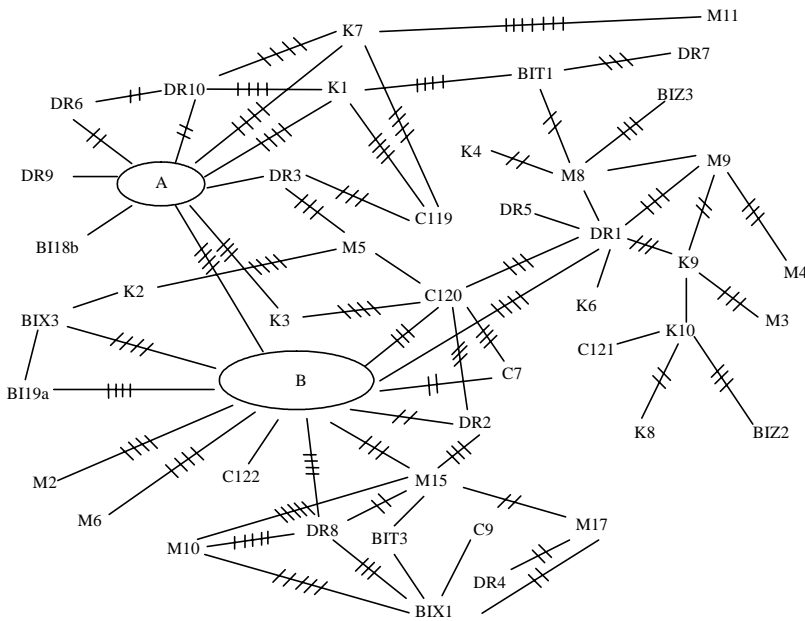 M11
K7
DR7
BIT1
DR10
K1
BIZ3
DR6
K4
M9
DR9
A
DR3
M8
DR5
C119
DR1
BI18b
M5
K9
M4
K2
C120
K6
BIX3
K3
M3
K10
C121
C7
B
BI19a
DR2
K8
BIZ2
C122
M2
M15
M6
DR8
BIT3
C9
M17
M10
DR4
BIX1